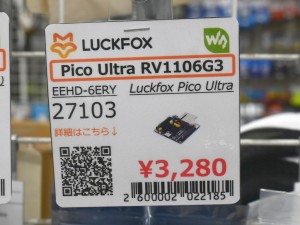 LUCKFOX
Pico Ultra RV1106G3
EEHD-6ERY
Luckfox Pico Ultra
27103
詳細はこちら↓
¥3,280
2 600002 022185